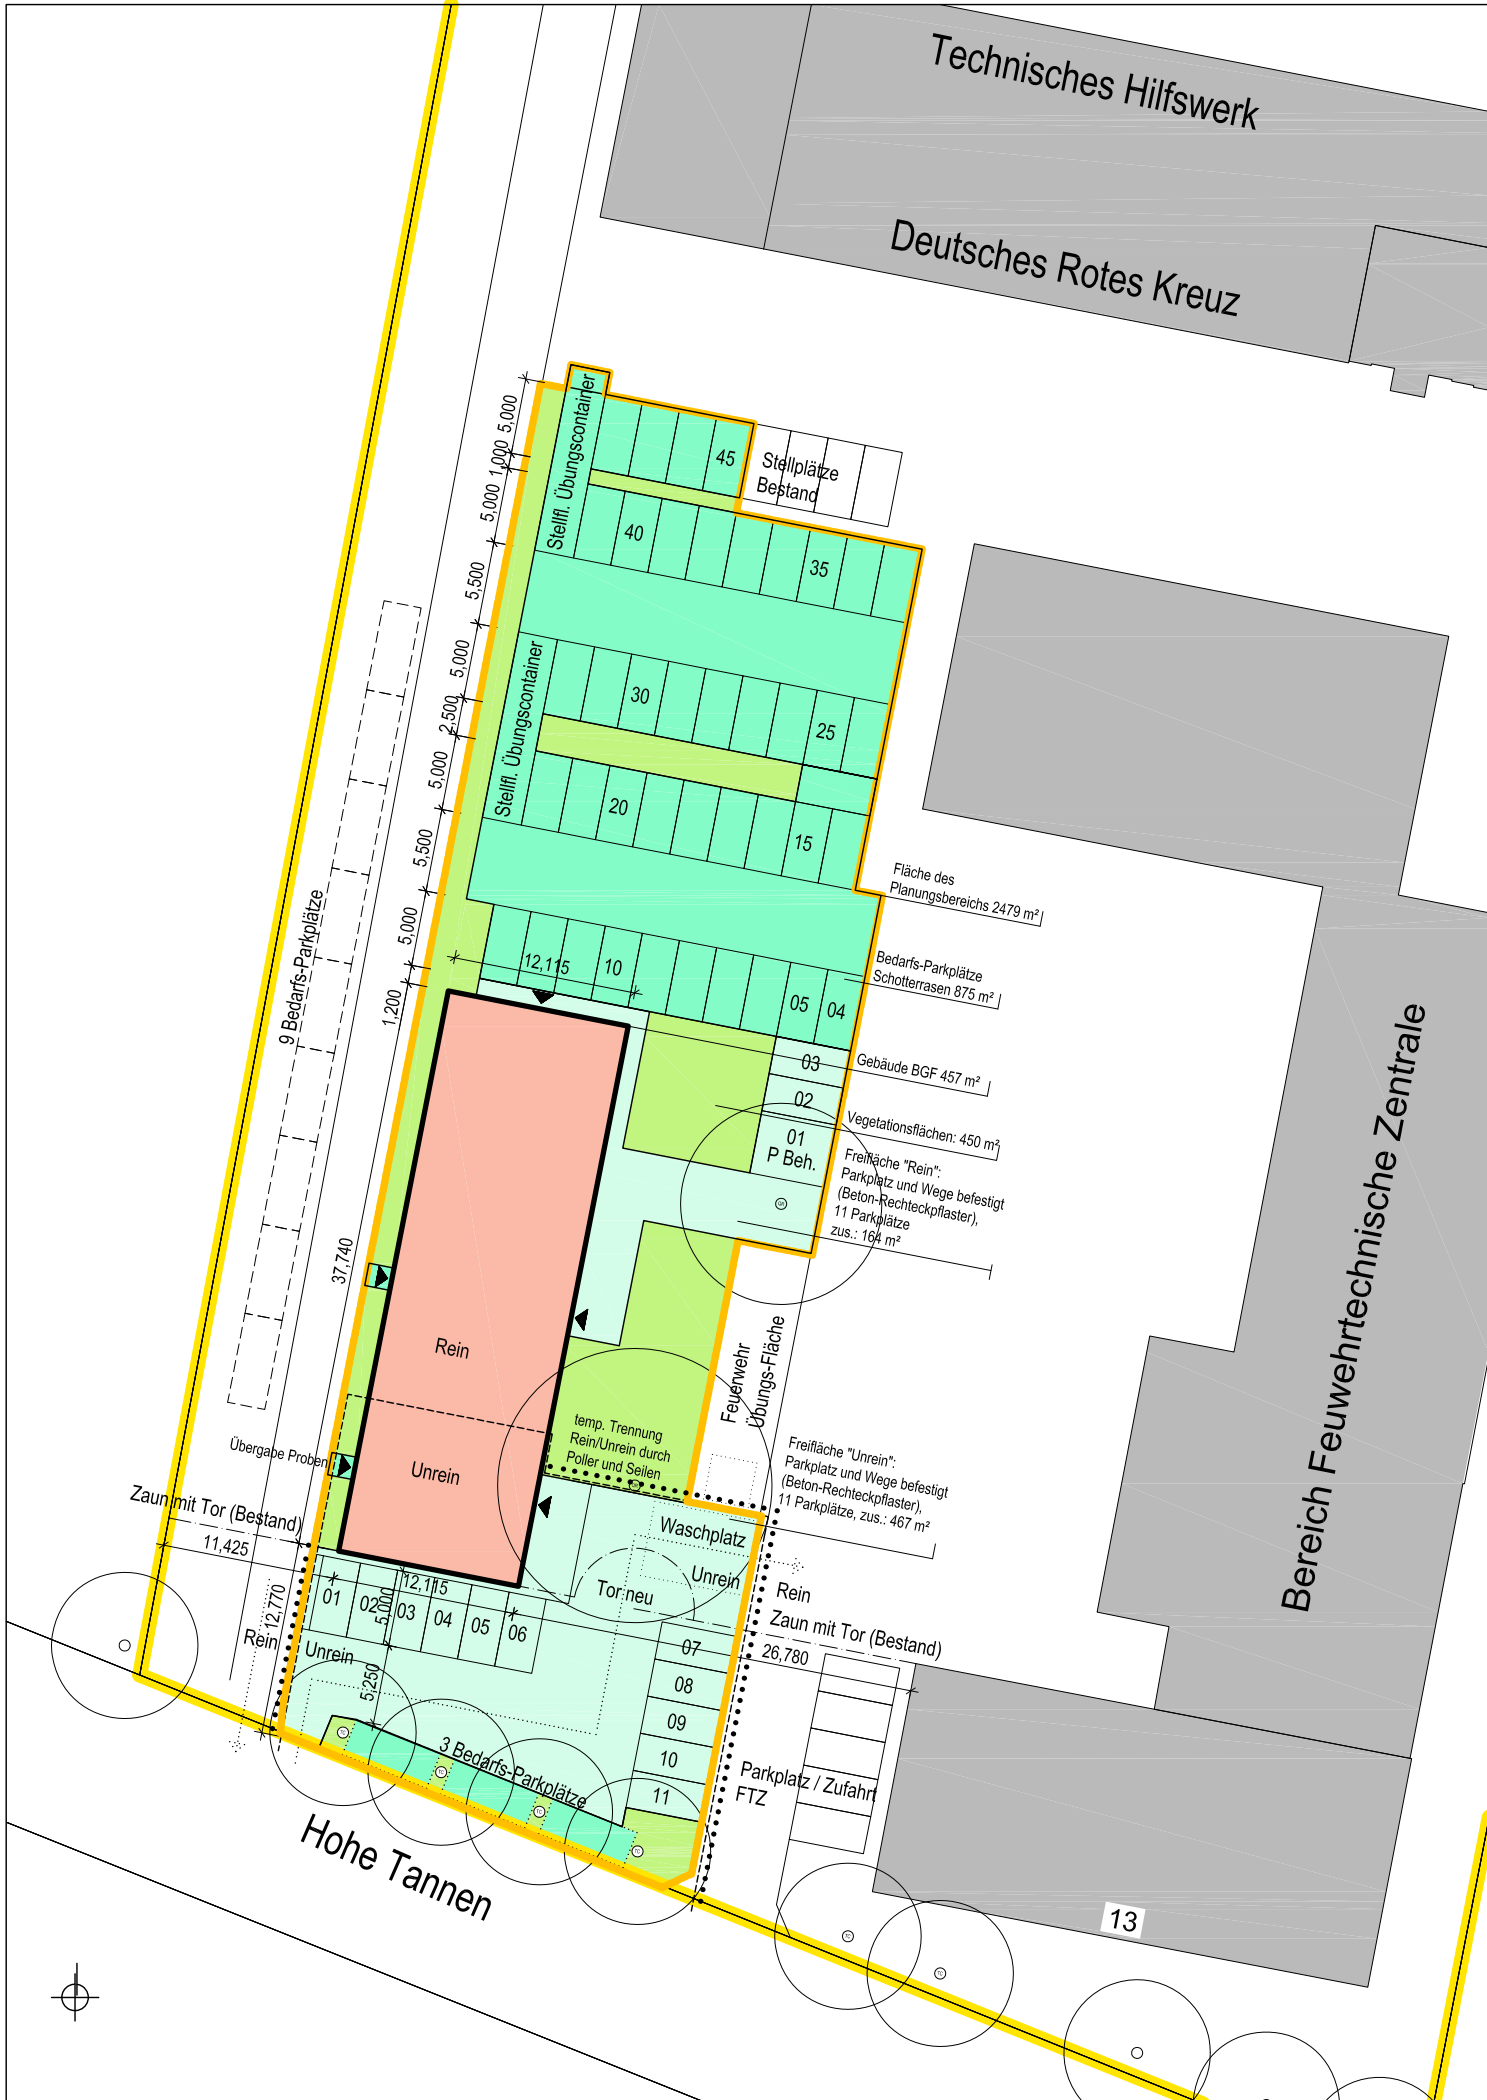 Technisches Hilfswerk
Deutsches Rotes Kreuz
5,000
1,000
5,000
5,500
5,000
2,500
5,000
5,500
5,000
1,200
37,740
12,770
Stellfl. Übungscontainer
45
Stellplätze
Bestand
40
35
Stellfl. Übungscontainer
30
25
20
15
9 Bedarfs-Parkplätze
12,115
10
05
04
03
02
01
P Beh.
Fläche des
Planungsbereichs 2479 m²
Bedarfs-Parkplätze
Schotterrasen 875 m²
Gebäude BGF 457 m²
Vegetationsflächen: 450 m²
Freifläche "Rein":
Parkplatz und Wege befestigt
(Beton-Rechteckpflaster),
11 Parkplätze
zus.: 164 m²
Bereich Feuwehrtechnische Zentrale
Rein
Unrein
Feuerwehr
Übungs-Fläche
temp. Trennung
Rein/Unrein durch
Poller und Seilen
Freifläche "Unrein":
Parkplatz und Wege befestigt
(Beton-Rechteckpflaster),
11 Parkplätze, zus.: 467 m²
Übergabe Proben
Zaun mit Tor (Bestand)
11,425
Waschplatz
Unrein
Rein
Tor neu
Zaun mit Tor (Bestand)
26,780
12,115
01
02
03
04
05
06
5,000
5,250
Rein
Unrein
07
08
09
10
11
3 Bedarfs-Parkplätze
Parkplatz / Zufahrt
FTZ
Hohe Tannen
13